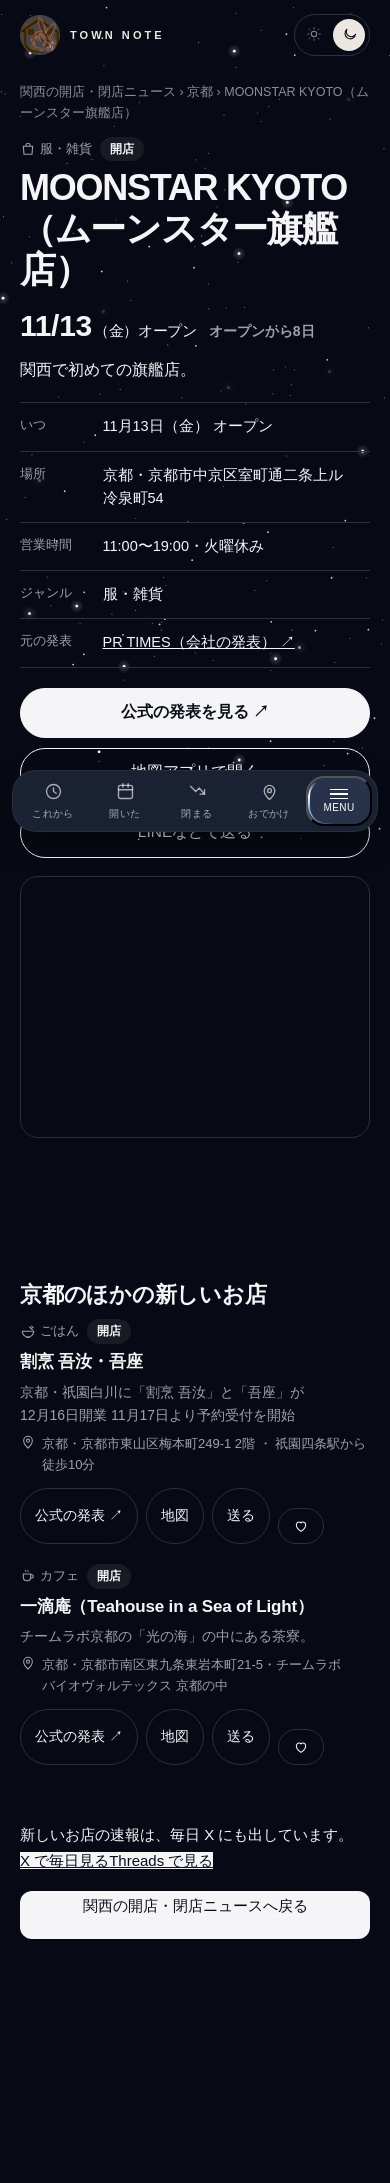 TOWN NOTE
関西の開店・閉店ニュース › 京都 › MOONSTAR KYOTO（ム
ーンスター旗艦店）
服・雑貨 開店
MOONSTAR KYOTO
（ムーンスター旗艦
店）
11/13（金）オープン オープンから8日
関西で初めての旗艦店。
いつ 11月13日（金） オープン
場所 京都・京都市中京区室町通二条上ル
冷泉町54
営業時間 11:00〜19:00・火曜休み
ジャンル 服・雑貨
元の発表 PR TIMES（会社の発表） ↗
公式の発表を見る ↗
地図アプリで開く
これから 開いた 閉まる おでかけ MENU
LINEなどで送る
京都のほかの新しいお店
ごはん 開店
割烹 吾汝・吾座
京都・祇園白川に「割烹 吾汝」と「吾座」が
12月16日開業 11月17日より予約受付を開始
京都・京都市東山区梅本町249-1 2階 ・ 祇園四条駅から
徒歩10分
公式の発表 ↗ 地図 送る
カフェ 開店
一滴庵（Teahouse in a Sea of Light）
チームラボ京都の「光の海」の中にある茶寮。
京都・京都市南区東九条東岩本町21-5・チームラボ
バイオヴォルテックス 京都の中
公式の発表 ↗ 地図 送る
新しいお店の速報は、毎日 X にも出しています。
X で毎日見るThreads で見る
関西の開店・閉店ニュースへ戻る